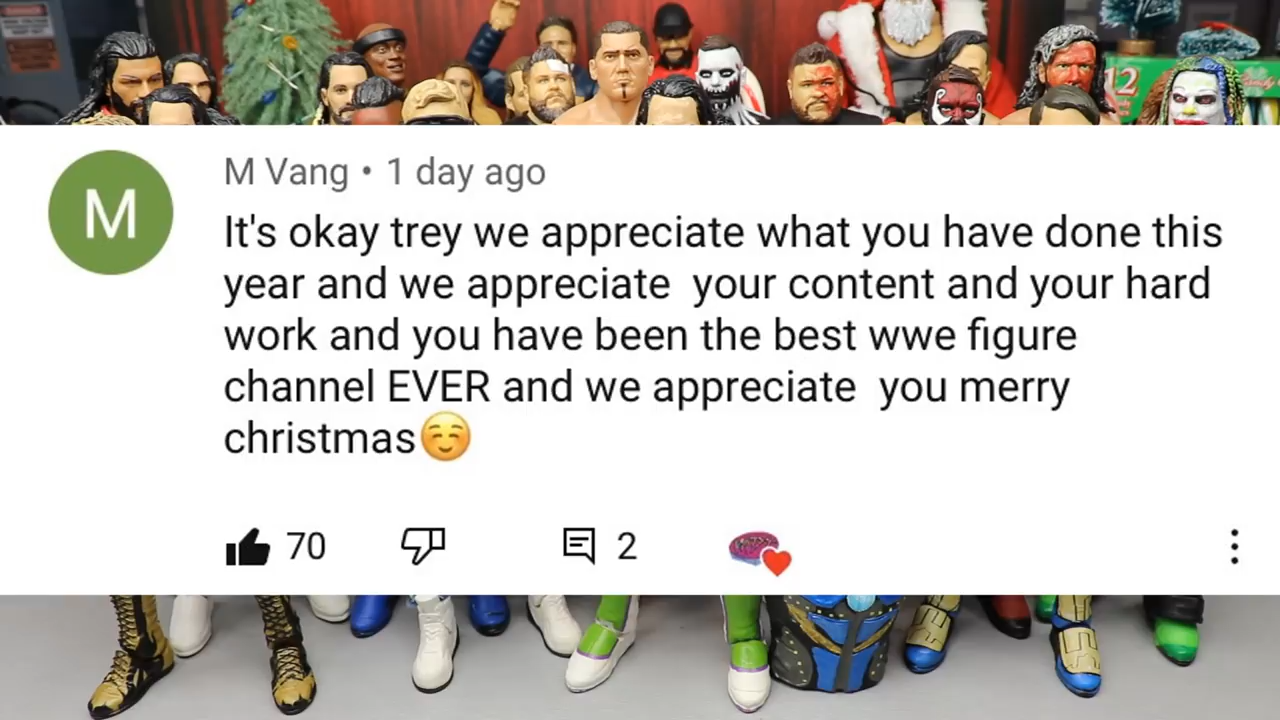 M
M Vang • 1 day ago
It's okay trey we appreciate what you have done this
year and we appreciate  your content and your hard
work and you have been the best wwe figure
channel EVER and we appreciate  you merry
christmas☺️
70
2
12